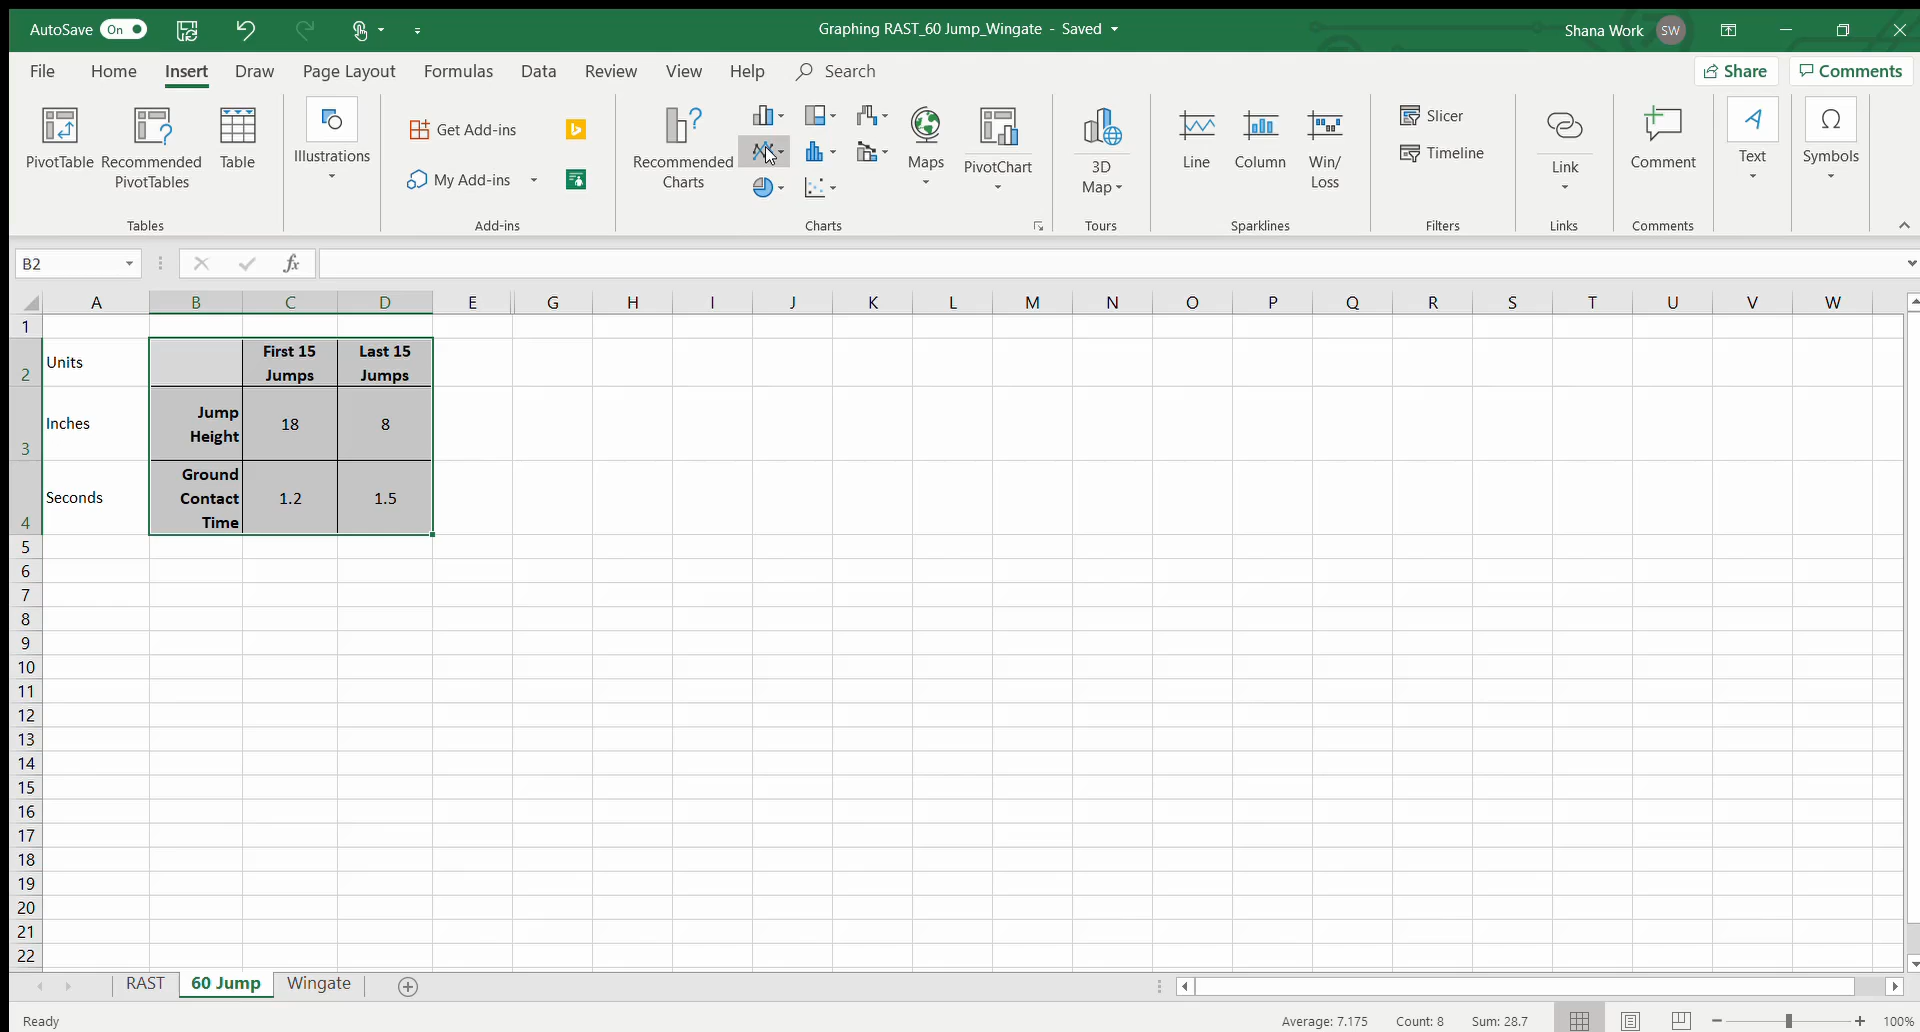 AutoSave On
Graphing RAST_60 Jump_Wingate - Saved
Shana Work SW
File Home Insert Draw Page Layout Formulas Data Review View Help Search
Share Comments
PivotTable
Recommended
PivotTables
Table
Tables
Illustrations
Get Add-ins
My Add-ins
Add-ins
Recommended
Charts
Maps
PivotChart
Charts
3D
Map
Tours
Line
Column
Win/
Loss
Sparklines
Slicer
Timeline
Filters
Link
Links
Comment
Comments
A
Text
Ω
Symbols
B2
fx
A B C D E G H I J K L M N O P Q R S T U V W
1
2
Units
First 15
Jumps
Last 15
Jumps
3
Inches
Jump
Height
18
8
4
Seconds
Ground
Contact
Time
1.2
1.5
5
6
7
8
9
10
11
12
13
14
15
16
17
18
19
20
21
22
RAST 60 Jump Wingate
Ready
Average: 7.175 Count: 8 Sum: 28.7
100%